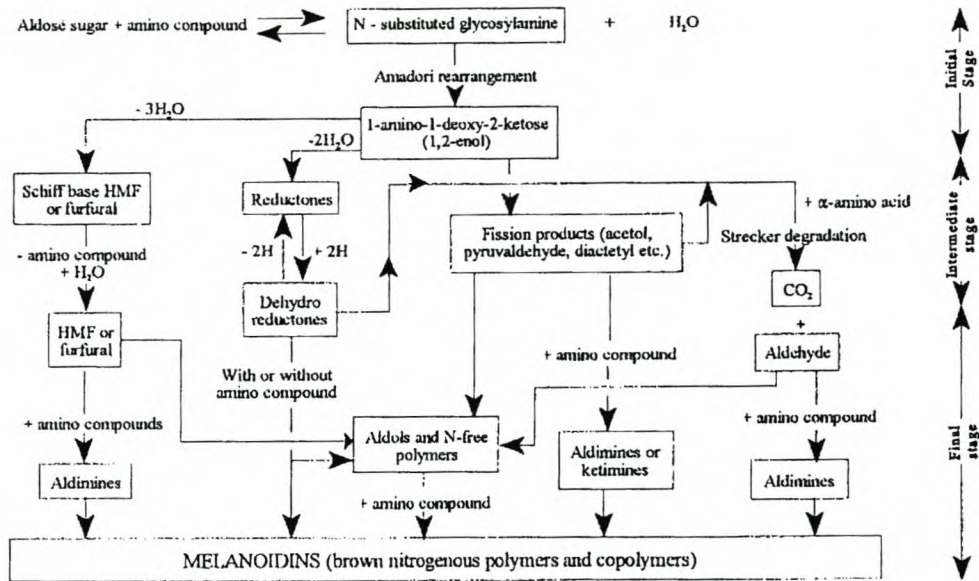 Aldose sugar + amino compound
N - substituted glycosylamine
+ H₂O
Amadori rearrangement
Initial
Stage
- 3H₂O
1-amino-1-deoxy-2-ketose
(1,2-enol)
-2H₂O
Schiff base HMF
or furfural
Reductones
+ α-amino acid
Fission products (acetol,
pyruvaldehyde, diactetyl etc.)
Strecker degradation
Intermediate
stage
- amino compound
+ H₂O
- 2H
+ 2H
CO₂
Dehydro
reductones
+
HMF or
furfural
+ amino compound
Aldehyde
With or without
amino compound
+ amino compounds
+ amino compound
Aldols and N-free
polymers
Aldimines or
ketimines
Final
stage
Aldimines
+ amino compound
Aldimines
MELANOIDINS (brown nitrogenous polymers and copolymers)